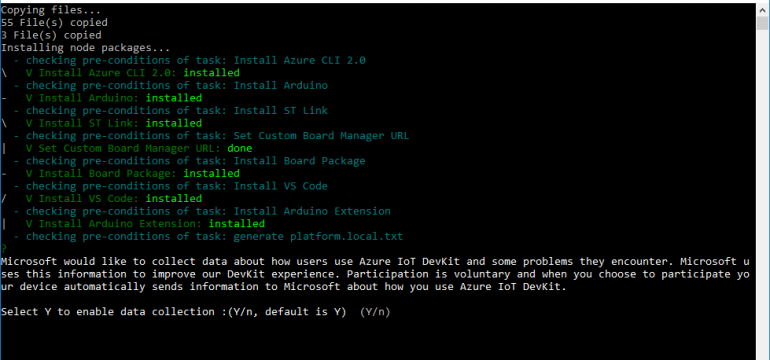 Copying files...
55 File(s) copied
3 File(s) copied
Installing node packages...
- checking pre-conditions of task: Install Azure CLI 2.0
\ V Install Azure CLI 2.0: installed
- checking pre-conditions of task: Install Arduino
- V Install Arduino: installed
- checking pre-conditions of task: Install ST Link
\ V Install ST Link: installed
- checking pre-conditions of task: Set Custom Board Manager URL
| V Set Custom Board Manager URL: done
- checking pre-conditions of task: Install Board Package
- V Install Board Package: installed
- checking pre-conditions of task: Install VS Code
/ V Install VS Code: installed
- checking pre-conditions of task: Install Arduino Extension
| V Install Arduino Extension: installed
- checking pre-conditions of task: generate platform.local.txt
?
Microsoft would like to collect data about how users use Azure IoT DevKit and some problems they encounter. Microsoft u
ses this information to improve our DevKit experience. Participation is voluntary and when you choose to participate yo
ur device automatically sends information to Microsoft about how you use Azure IoT DevKit.
Select Y to enable data collection :(Y/n, default is Y) (Y/n)